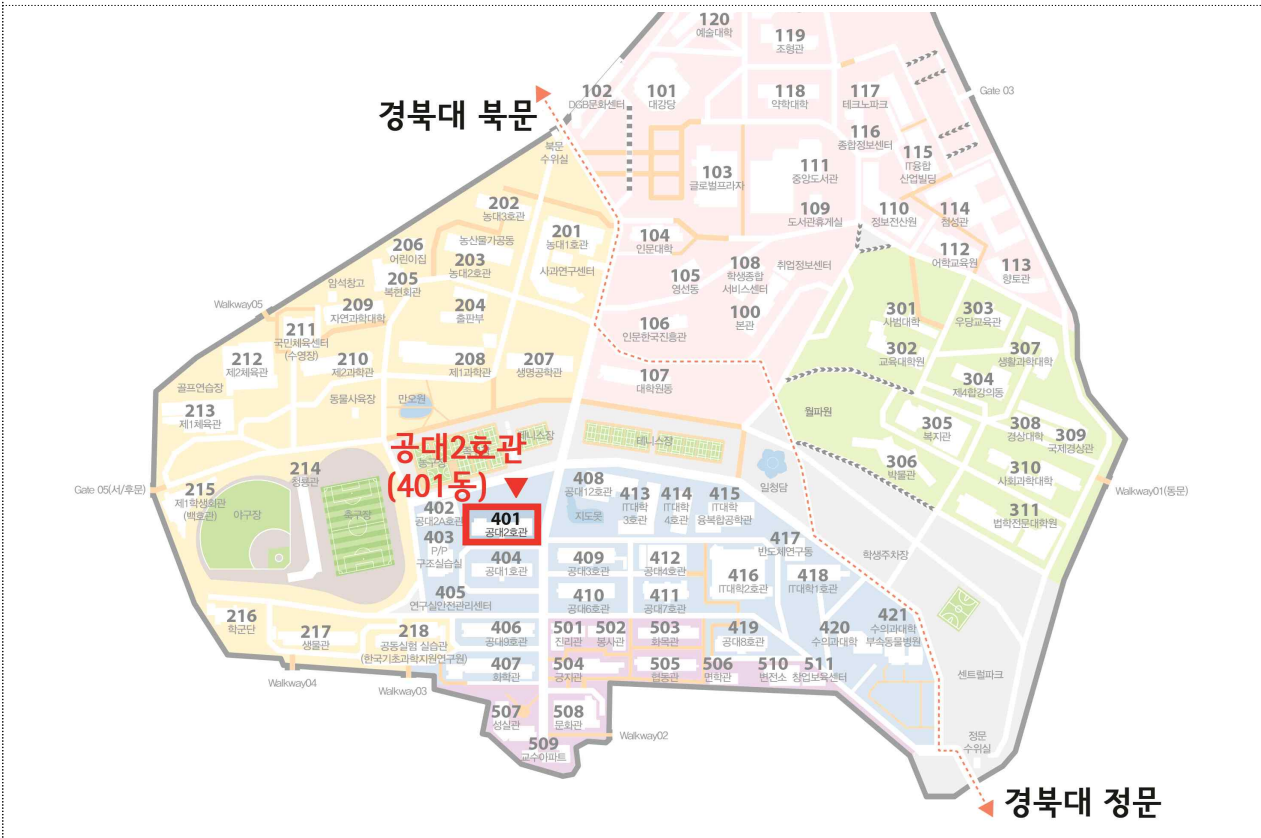 120
예술대학
119
조형관
102
DGB문화센터
101
대강당
118
약학대학
117
테크노파크
Gate 03
경북대 북문
116
종합정보센터
북문
수위실
103
글로벌프라자
111
중앙도서관
115
IT융합
산업빌딩
202
농대3호관
109
도서관휴게실
110
정보전산원
114
첨성관
201
농대1호관
104
인문대학
농산물가공동
206
어린이집
203
농대2호관
112
어학교육원
113
향토관
사과연구센터
105
영선동
108
학생종합
서비스센터
취업정보센터
205
복현회관
암석창고
Walkway05
209
자연과학대학
204
출판부
100
본관
301
사범대학
303
우당교육관
211
국민체육센터
(수영장)
106
인문한국진흥관
302
교육대학원
307
생활과학대학
212
제2체육관
210
제2과학관
208
제1과학관
207
생명공학관
107
대학원동
304
제4합강의동
골프연습장
동물사육장
만오원
213
제1체육관
월파원
305
복지관
308
경상대학
309
국제경상관
공대2호관
(401동)
농구장
테니스장
테니스장
306
박물관
310
사회과학대학
214
청룡관
일청담
Gate 05(서/후문)
Walkway01(동문)
215
제1학생회관
(백호관)
야구장
축구장
408
공대12호관
지도못
413
IT대학
3호관
414
IT대학
4호관
415
IT대학
융복합공학관
311
법학전문대학원
402
공대2A호관
401
공대2호관
403
P/P
구조실습실
417
반도체연구동
404
공대1호관
409
공대3호관
412
공대4호관
416
IT대학2호관
418
IT대학1호관
학생주차장
405
연구실안전관리센터
410
공대6호관
411
공대7호관
216
학군단
217
생물관
218
공동실험 실습관
(한국기초과학지원연구원)
406
공대9호관
501
진리관
502
봉사관
503
화목관
419
공대8호관
420
수의과대학
421
수의과대학
부속동물병원
407
화학관
504
긍지관
505
협동관
506
면학관
510
변전소
511
창업보육센터
센트럴파크
Walkway04
Walkway03
507
성실관
508
문화관
Walkway02
509
교수아파트
정문
수위실
경북대 정문